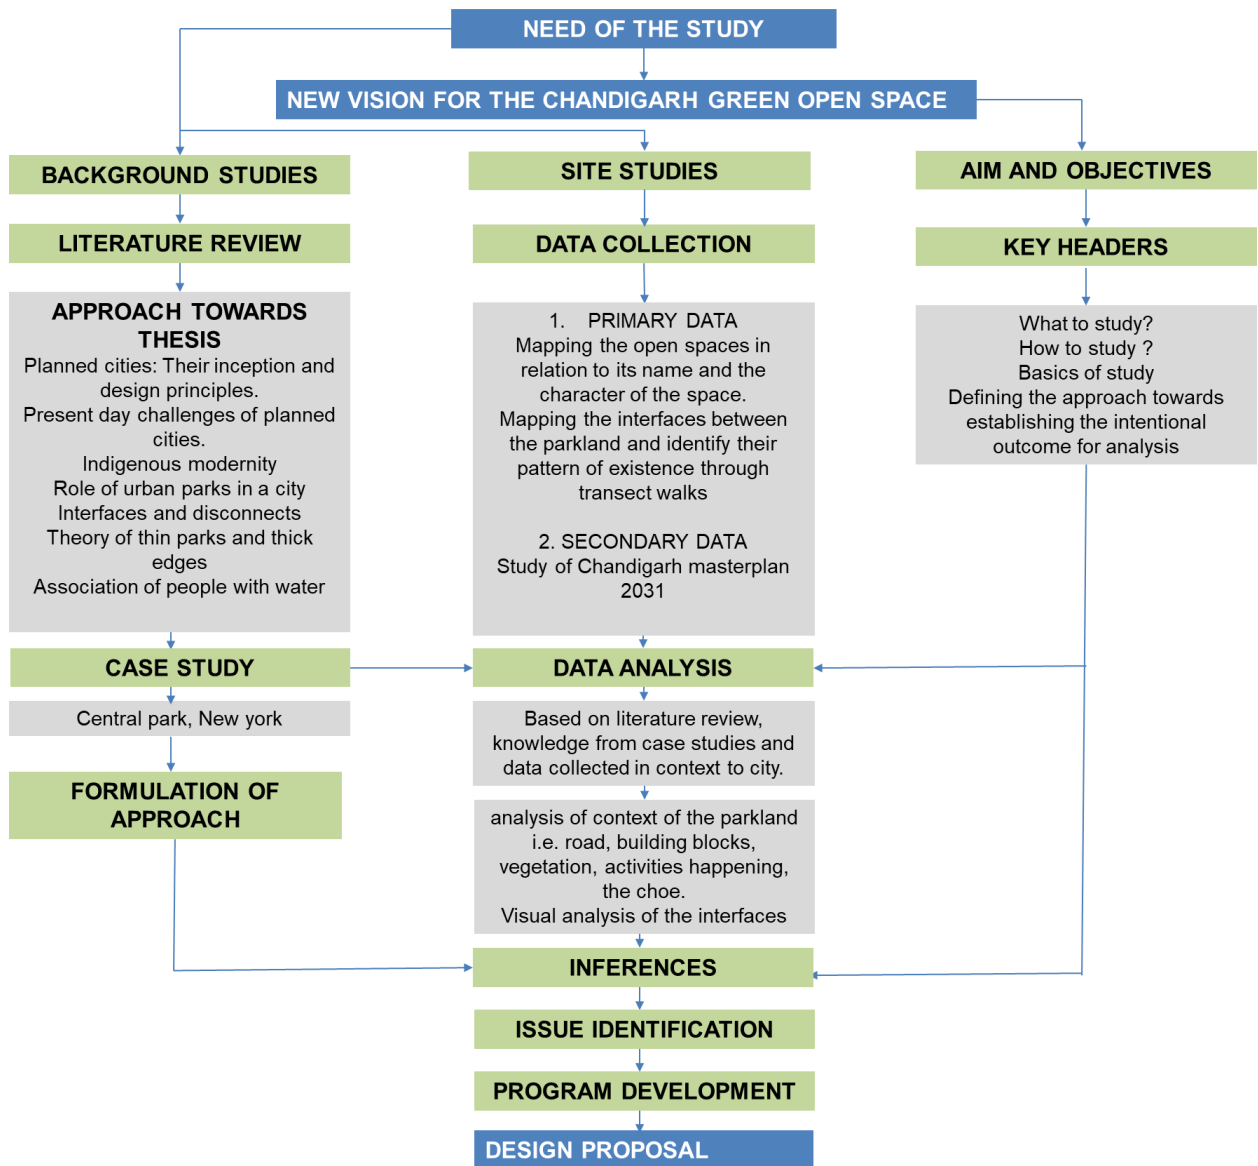 NEED OF THE STUDY
NEW VISION FOR THE CHANDIGARH GREEN OPEN SPACE
BACKGROUND STUDIES
LITERATURE REVIEW
APPROACH TOWARDS
THESIS
Planned cities: Their inception and
design principles.
Present day challenges of planned
cities.
Indigenous modernity
Role of urban parks in a city
Interfaces and disconnects
Theory of thin parks and thick
edges
Association of people with water
CASE STUDY
Central park, New york
FORMULATION OF
APPROACH
SITE STUDIES
DATA COLLECTION
1. PRIMARY DATA
Mapping the open spaces in
relation to its name and the
character of the space.
Mapping the interfaces between
the parkland and identify their
pattern of existence through
transect walks
2. SECONDARY DATA
Study of Chandigarh masterplan
2031
DATA ANALYSIS
Based on literature review,
knowledge from case studies and
data collected in context to city.
analysis of context of the parkland
i.e. road, building blocks,
vegetation, activities happening,
the choe.
Visual analysis of the interfaces
INFERENCES
ISSUE IDENTIFICATION
PROGRAM DEVELOPMENT
DESIGN PROPOSAL
AIM AND OBJECTIVES
KEY HEADERS
What to study?
How to study ?
Basics of study
Defining the approach towards
establishing the intentional
outcome for analysis